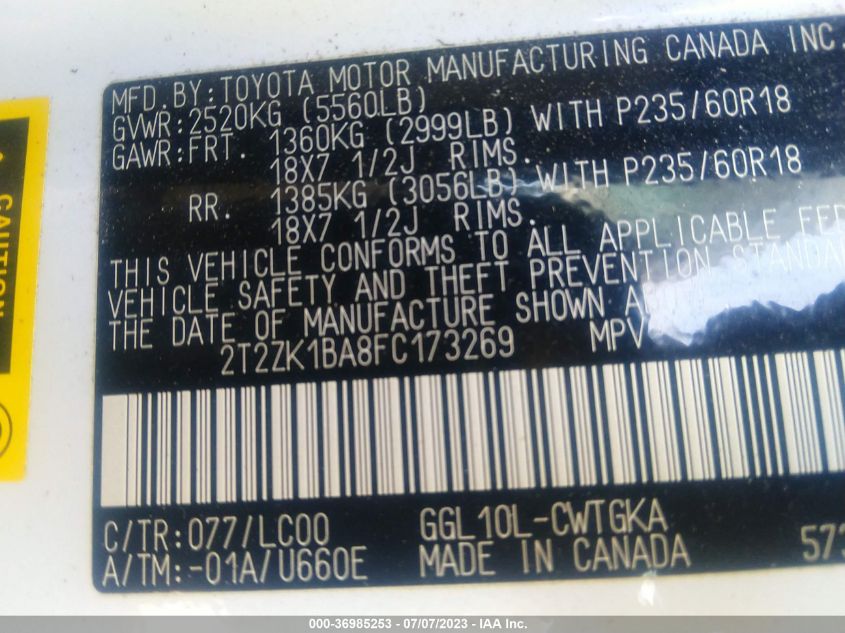 MFD. BY: TOYOTA MOTOR MANUFACTURING CANADA INC.
GVWR: 2520KG (5560LB)
GAWR: FRT. 1360KG (2999LB) WITH P235/60R18
18X7 1/2J RIMS.
RR. 1385KG (3056LB) WITH P235/60R18
18X7 1/2J RIMS.
THIS VEHICLE CONFORMS TO ALL APPLICABLE
VEHICLE SAFETY AND THEFT PREVENTION
THE DATE OF MANUFACTURE SHOWN
2T2ZK1BA8FC173269 MPV
C/TR: 077/LC00 GGL10L-CWTGKA
A/TM: -01A/U660E MADE IN CANADA 573
CAUTION
000-36985253 - 07/07/2023 - IAA Inc.